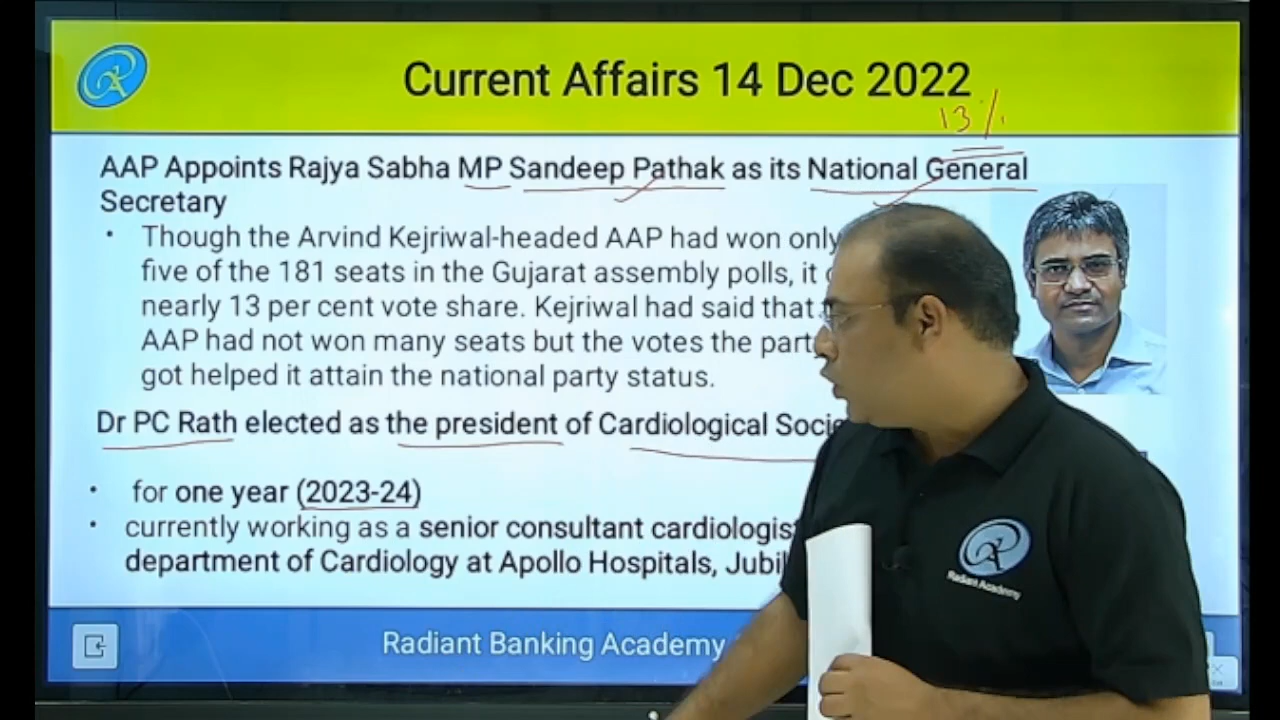 Current Affairs 14 Dec 2022
13%
AAP Appoints Rajya Sabha MP Sandeep Pathak as its National General
Secretary
• Though the Arvind Kejriwal-headed AAP had won only
five of the 181 seats in the Gujarat assembly polls, it
nearly 13 per cent vote share. Kejriwal had said that
AAP had not won many seats but the votes the
got helped it attain the national party status.
Dr PC Rath elected as the president of Cardiological
• for one year (2023-24)
• currently working as a senior consultant
department of Cardiology at Apollo Hospitals,
Radiant Banking Academy
Radiant Academy